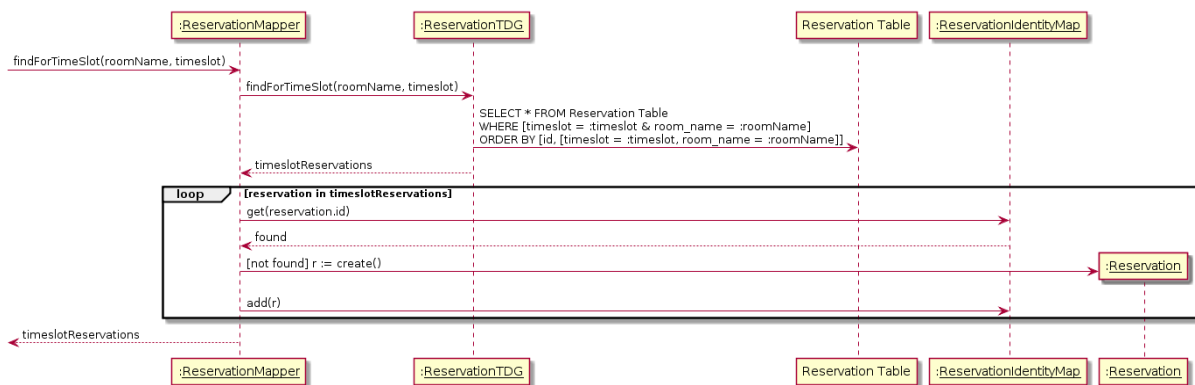 :ReservationMapper
:ReservationTDG
Reservation Table
:ReservationIdentityMap
findForTimeSlot(roomName, timeslot)
findForTimeSlot(roomName, timeslot)
SELECT * FROM Reservation Table
WHERE [timeslot = :timeslot & room_name = :roomName]
ORDER BY [id, [timeslot = :timeslot, room_name = :roomName]]
timeslotReservations
loop
[reservation in timeslotReservations]
get(reservation.id)
found
[not found] r := create()
:Reservation
add(r)
timeslotReservations
:ReservationMapper
:ReservationTDG
Reservation Table
:ReservationIdentityMap
:Reservation